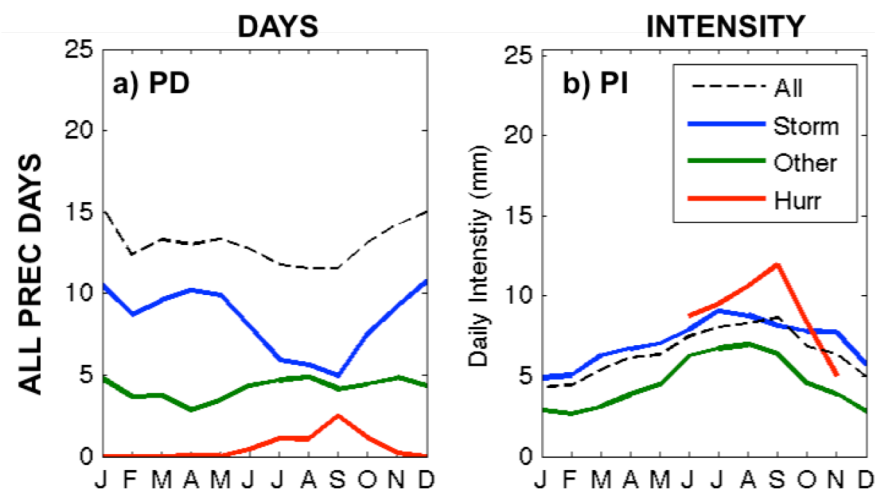 DAYS
INTENSITY
a) PD
b) PI
ALL PREC DAYS
Daily Intenstiy (mm)
All
Storm
Other
Hurr
25
20
15
10
5
0
J F M A M J J A S O N D
25
20
15
10
5
0
J F M A M J J A S O N D